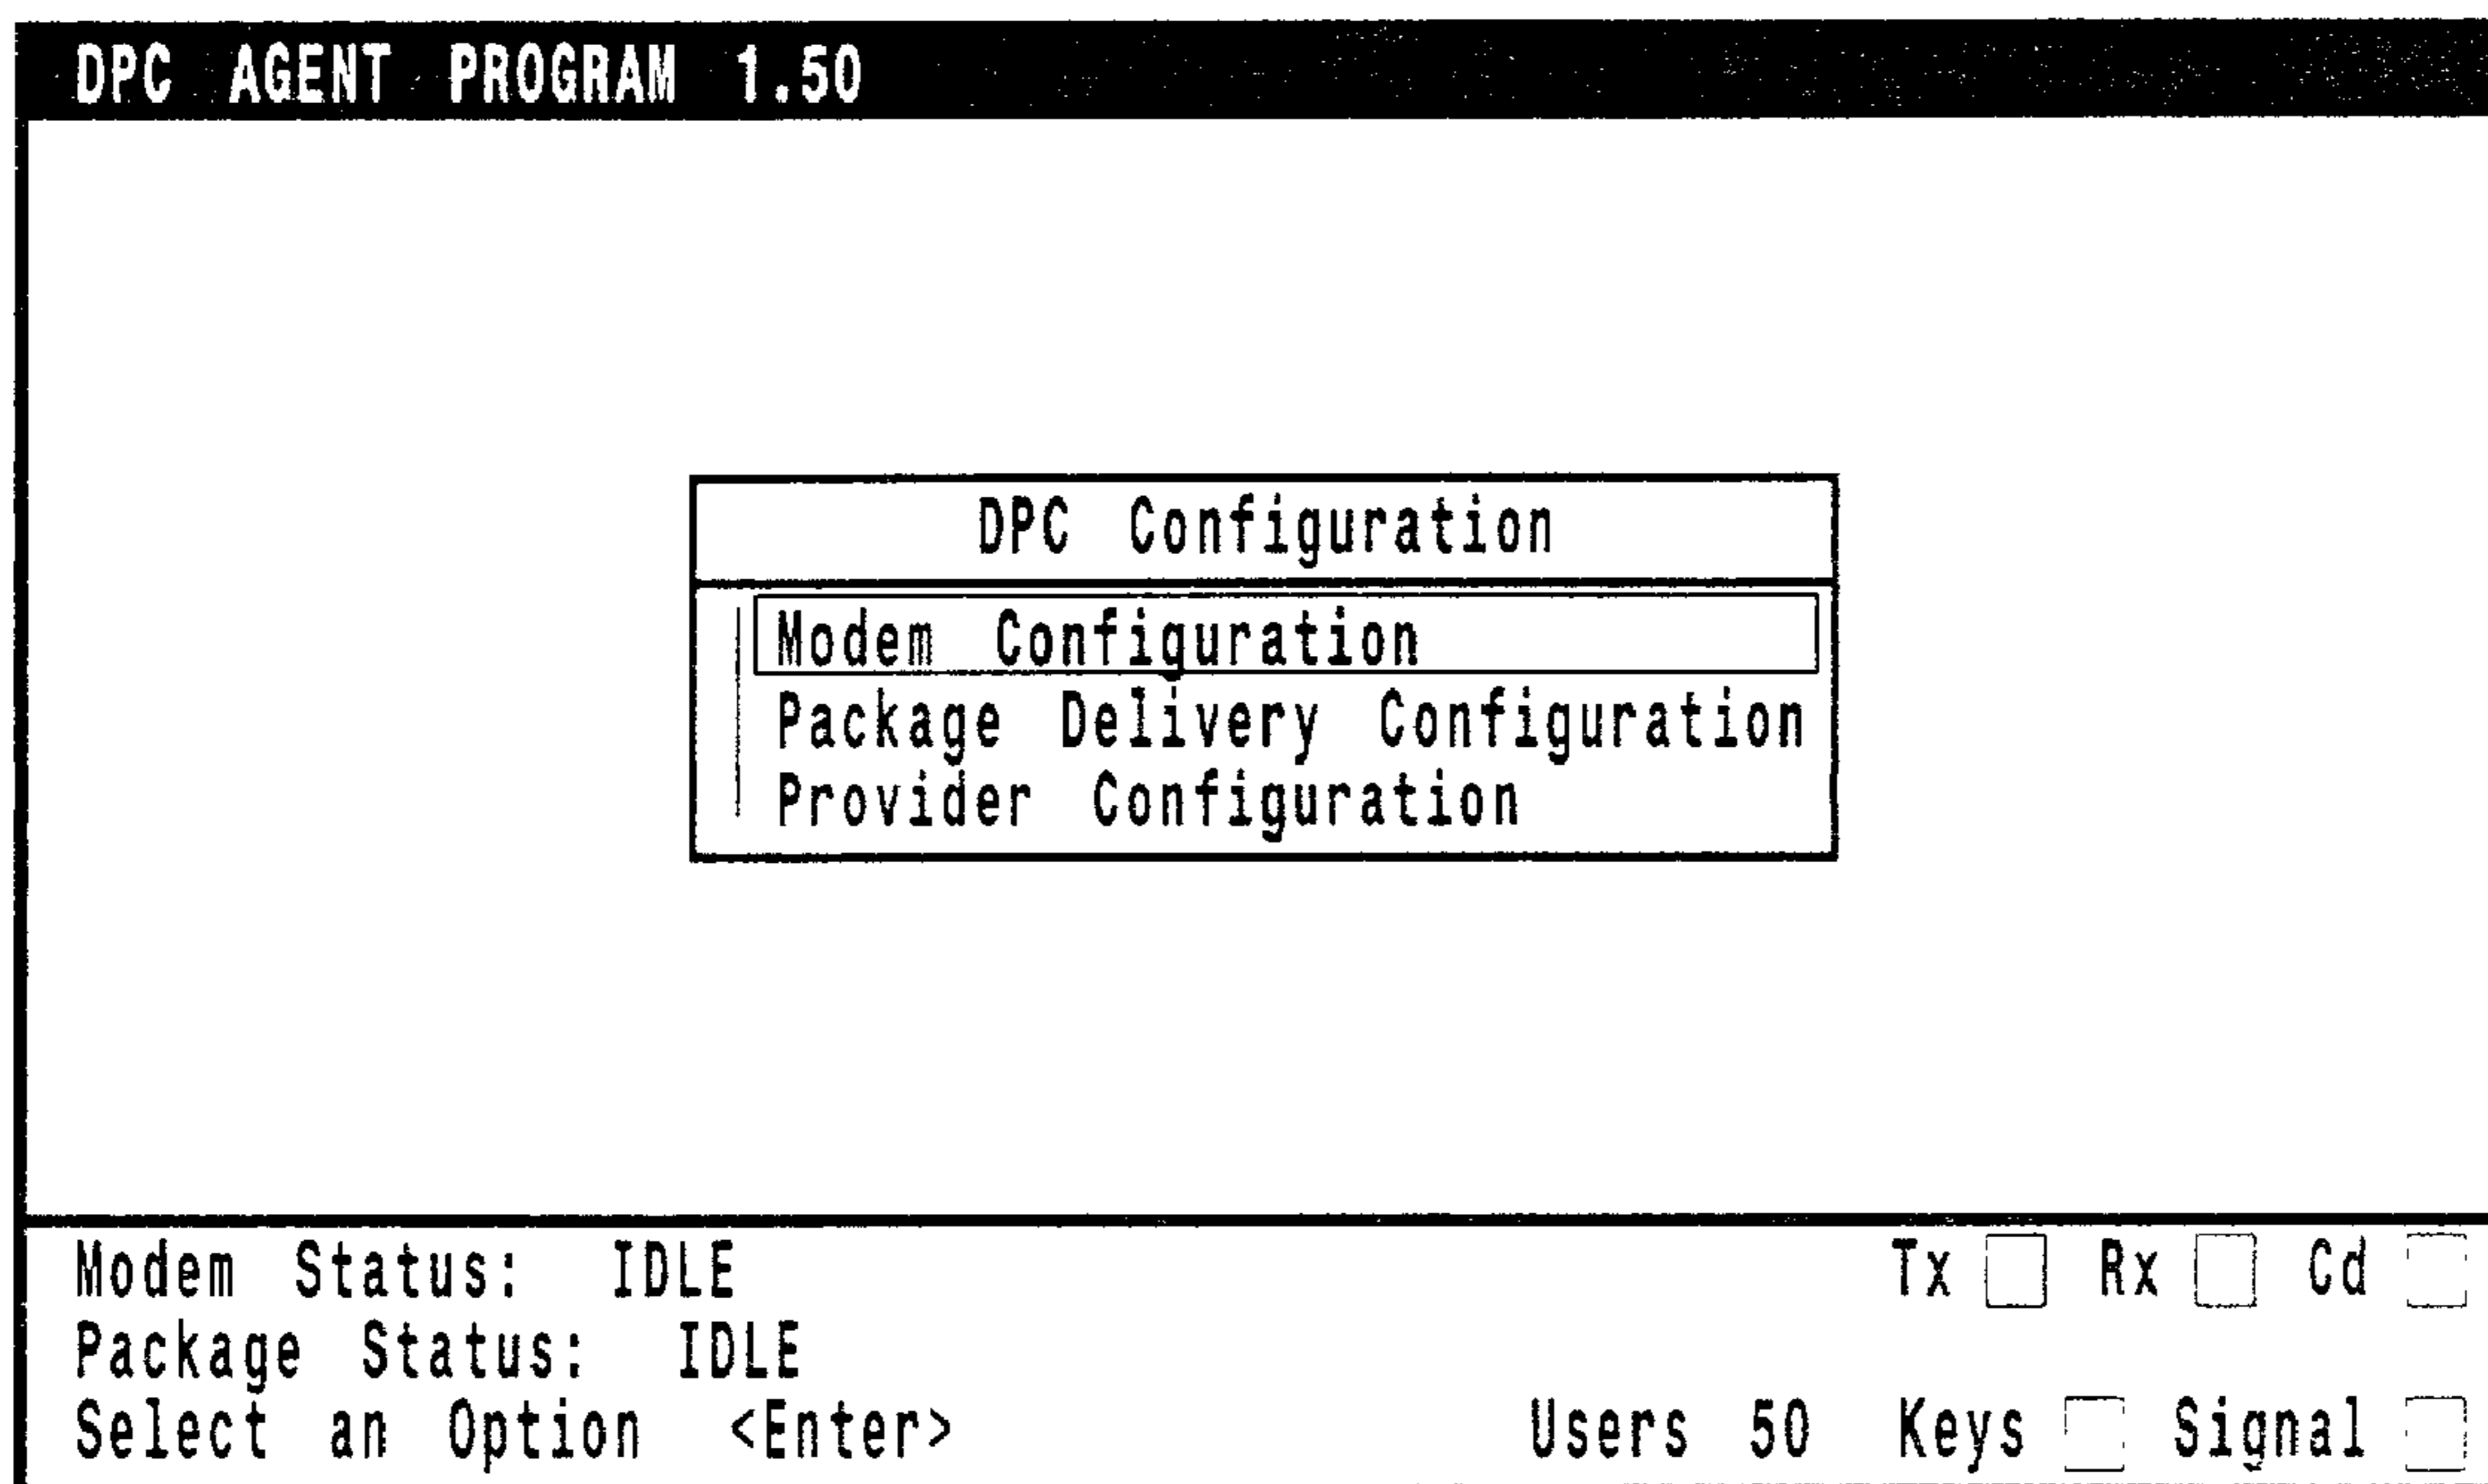 DPC AGENT PROGRAM 1.50
DPC Configuration
Modem Configuration
Package Delivery Configuration
Provider Configuration
Modem Status: IDLE Tx Rx Cd
Package Status: IDLE
Select an Option <Enter> Users 50 Keys Signal